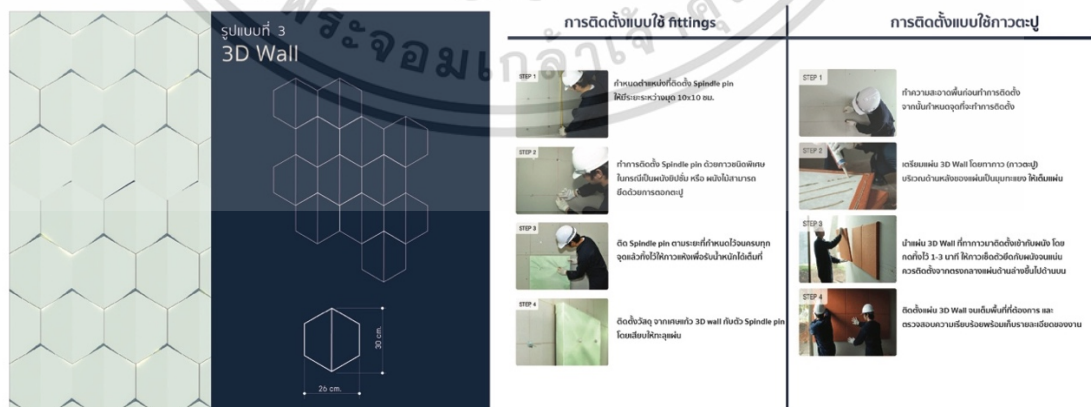 พระจอมเกล้าเจ้าคุณ
รูปแบบที่ 3
3D Wall
30 cm.
26 cm.
การติดตั้งแบบใช้ fittings
STEP 1
กำหนดตำแหน่งที่ติดตั้ง Spindle pin
ให้มีระยะระหว่างหมุด 10x10 ซม.
STEP 2
ทำการติดตั้ง Spindle pin ด้วยกาวชนิดพิเศษ
ในกรณีเป็นผนังยิปซั่ม หรือ ผนังไม้สามารถ
ยึดด้วยการตอกตะปู
STEP 3
ติด Spindle pin ตามระยะที่กำหนดไว้จนครบทุก
จุดแล้วทิ้งไว้ให้กาวแห้งเพื่อรับน้ำหนักได้เต็มที่
STEP 4
ติดตั้งวัสดุ จากเศษแก้ว 3D wall กับตัว Spindle pin
โดยเสียบให้ทะลุแผ่น
การติดตั้งแบบใช้กาวตะปู
STEP 1
ทำความสะอาดพื้นก่อนทำการติดตั้ง
จากนั้นกำหนดจุดที่จะทำการติดตั้ง
STEP 2
เตรียมแผ่น 3D Wall โดยทากาว (กาวตะปู)
บริเวณด้านหลังของแผ่นเป็นมุมทะแยง ให้เต็มแผ่น
STEP 3
นำแผ่น 3D Wall ที่ทากาวมาติดตั้งเข้ากับผนัง โดย
กดทิ้งไว้ 1-3 นาที ให้กาวเซ็ตตัวยึดกับผนังจนแน่น
ควรติดตั้งจากตรงกลางแผ่นด้านล่างขึ้นไปด้านบน
STEP 4
ติดตั้งแผ่น 3D Wall จนเต็มพื้นที่ที่ต้องการ และ
ตรวจสอบความเรียบร้อยพร้อมเก็บรายละเอียดของงาน